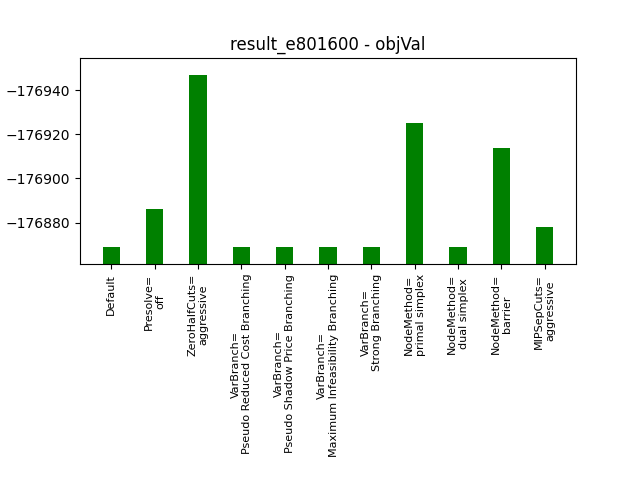 result_e801600 - objVal
−176940
−176920
−176900
−176880
Default
Presolve=
off
ZeroHalfCuts=
aggressive
VarBranch=
Pseudo Reduced Cost Branching
VarBranch=
Pseudo Shadow Price Branching
VarBranch=
Maximum Infeasibility Branching
VarBranch=
Strong Branching
NodeMethod=
primal simplex
NodeMethod=
dual simplex
NodeMethod=
barrier
MIPSepCuts=
aggressive